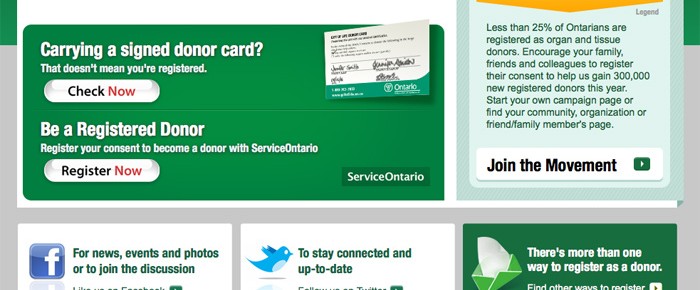 Legend
Carrying a signed donor card?
That doesn't mean you're registered.
Check Now
Ontario
Be a Registered Donor
Register your consent to become a donor with ServiceOntario
Register Now
ServiceOntario
Less than 25% of Ontarians are
registered as organ and tissue
donors. Encourage your family,
friends and colleagues to register
their consent to help us gain 300,000
new registered donors this year.
Start your own campaign page or
find your community, organization or
friend/family member's page.
Join the Movement
For news, events and photos
or to join the discussion
Like us on Facebook
To stay connected and
up-to-date
Follow us on Twitter
There's more than one
way to register as a donor.
Find other ways to register